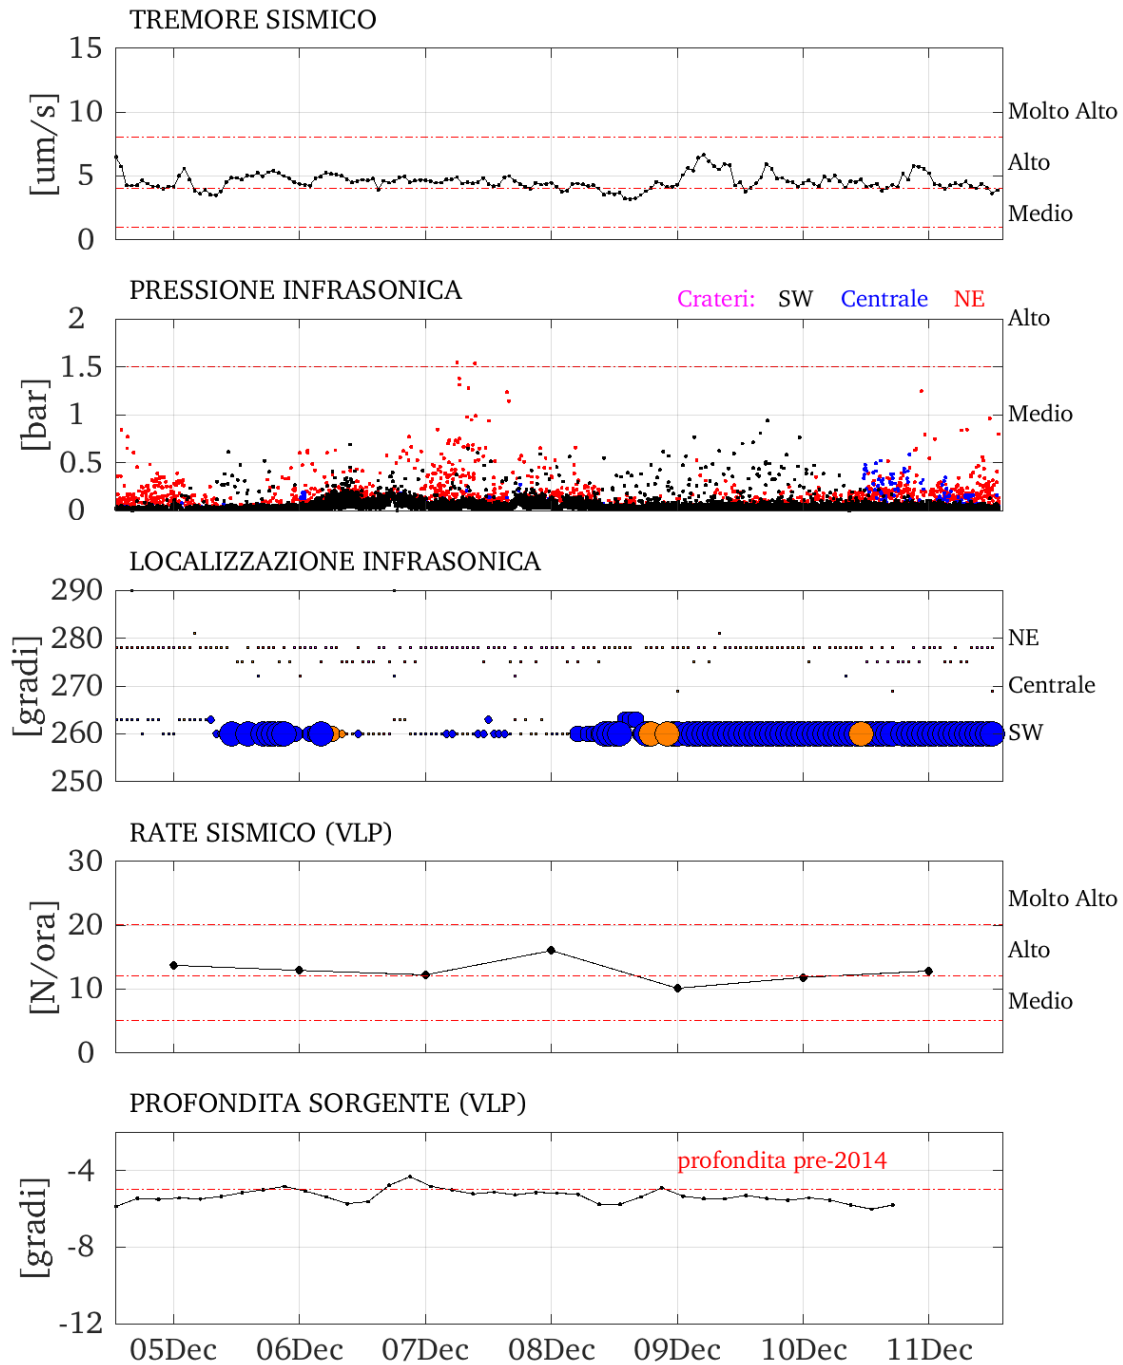 TREMORE SISMICO
15
10
5
0
[um/s]
Molto Alto
Alto
Medio
PRESSIONE INFRASONICA
Crateri: SW Centrale NE
2
1.5
1
0.5
0
[bar]
Alto
Medio
LOCALIZZAZIONE INFRASONICA
290
280
270
260
250
[gradi]
NE
Centrale
SW
RATE SISMICO (VLP)
30
20
10
0
[N/ora]
Molto Alto
Alto
Medio
PROFONDITA SORGENTE (VLP)
profondita pre-2014
-4
-8
-12
[gradi]
05Dec 06Dec 07Dec 08Dec 09Dec 10Dec 11Dec